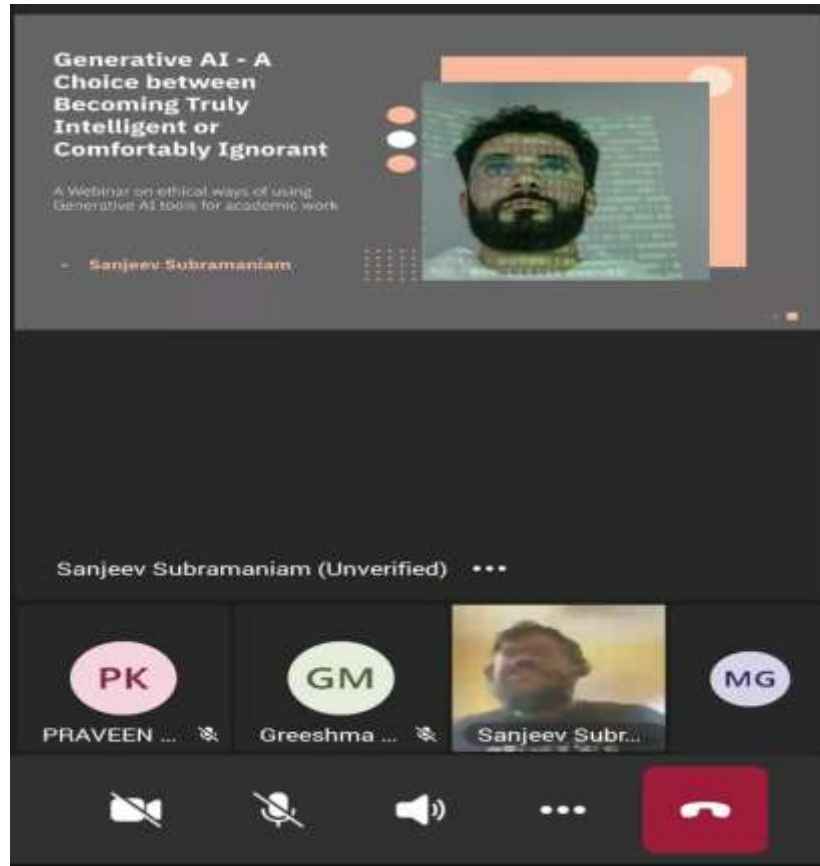 Generative AI - A
Choice between
Becoming Truly
Intelligent or
Comfortably Ignorant
A Webinar on ethical ways of using
Generative AI tools for academic work
- Sanjeev Subramaniam
Sanjeev Subramaniam (Unverified) •••
PK
GM
MG
PRAVEEN ...
Greeshma ...
Sanjeev Subr...